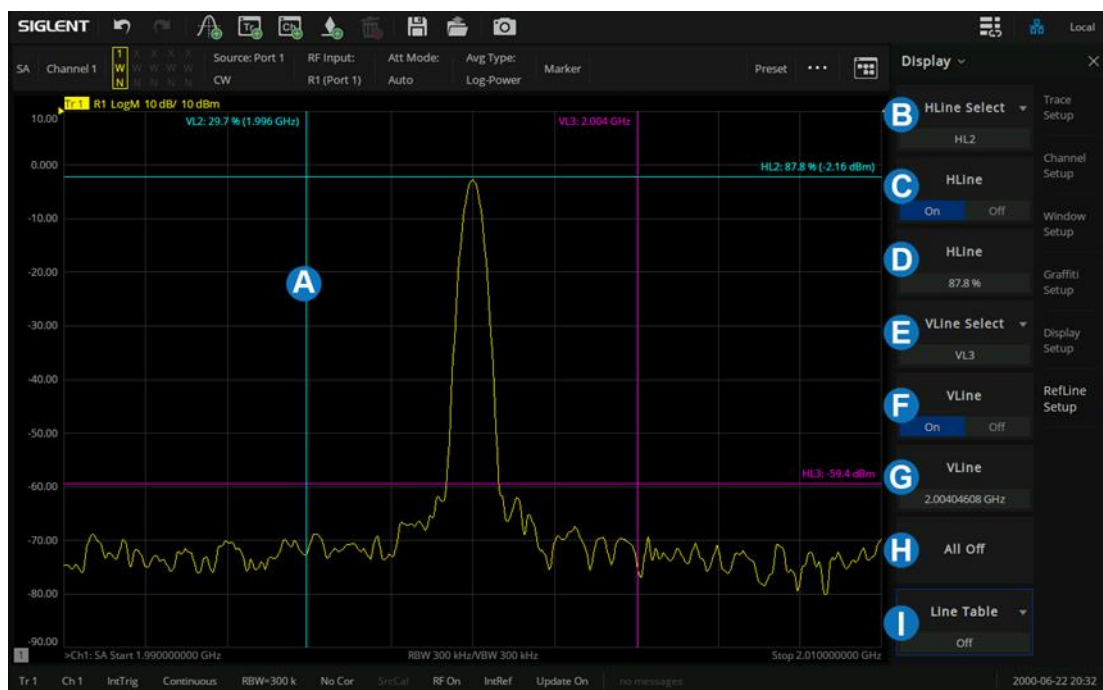 SIGLENT
Tr
Ch
Local
SA Channel 1
1 X X X X
W W W W W
N N N N N
Source: Port 1
CW
RF Input:
R1 (Port 1)
Att Mode:
Auto
Avg Type:
Log-Power
Marker
Preset
Display
Tr 1 R1 LogM 10 dB/ 10 dBm
10.00
0.000
-10.00
-20.00
-30.00
-40.00
-50.00
-60.00
-70.00
-80.00
-90.00
VL2: 29.7 % (1.996 GHz)
VL3: 2.004 GHz
HL2: 87.8 % (-2.16 dBm)
HL3: -59.4 dBm
A
B
HLine Select
HL2
C
HLine
On Off
D
HLine
87.8 %
E
VLine Select
VL3
F
VLine
On Off
G
VLine
2.00404608 GHz
H
All Off
I
Line Table
Off
Trace
Setup
Channel
Setup
Window
Setup
Graffiti
Setup
Display
Setup
RefLine
Setup
1
>Ch1: SA Start 1.990000000 GHz
RBW 300 kHz/VBW 300 kHz
Stop 2.010000000 GHz
Tr 1 Ch 1 IntTrig Continuous RBW=300 k No Cor SrcCal RF On IntRef Update On no messages 2000-06-22 20:32